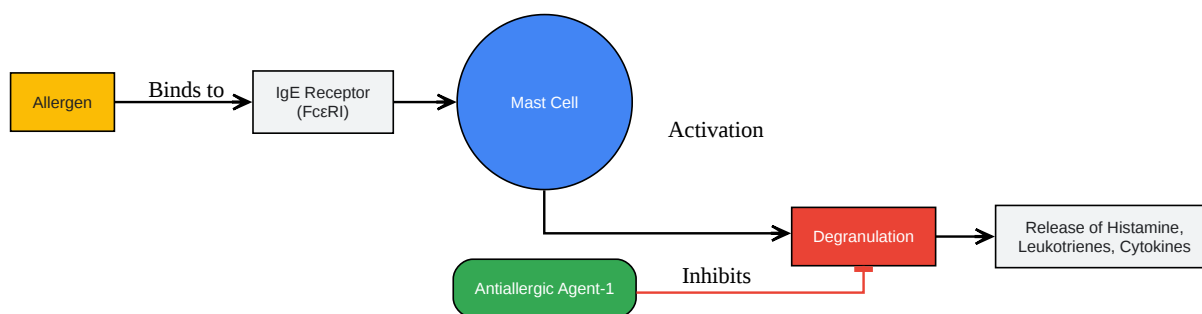 Allergen
Binds to
IgE Receptor
(FcεRI)
Mast Cell
Activation
Degranulation
Release of Histamine,
Leukotrienes, Cytokines
Antiallergic Agent-1
Inhibits